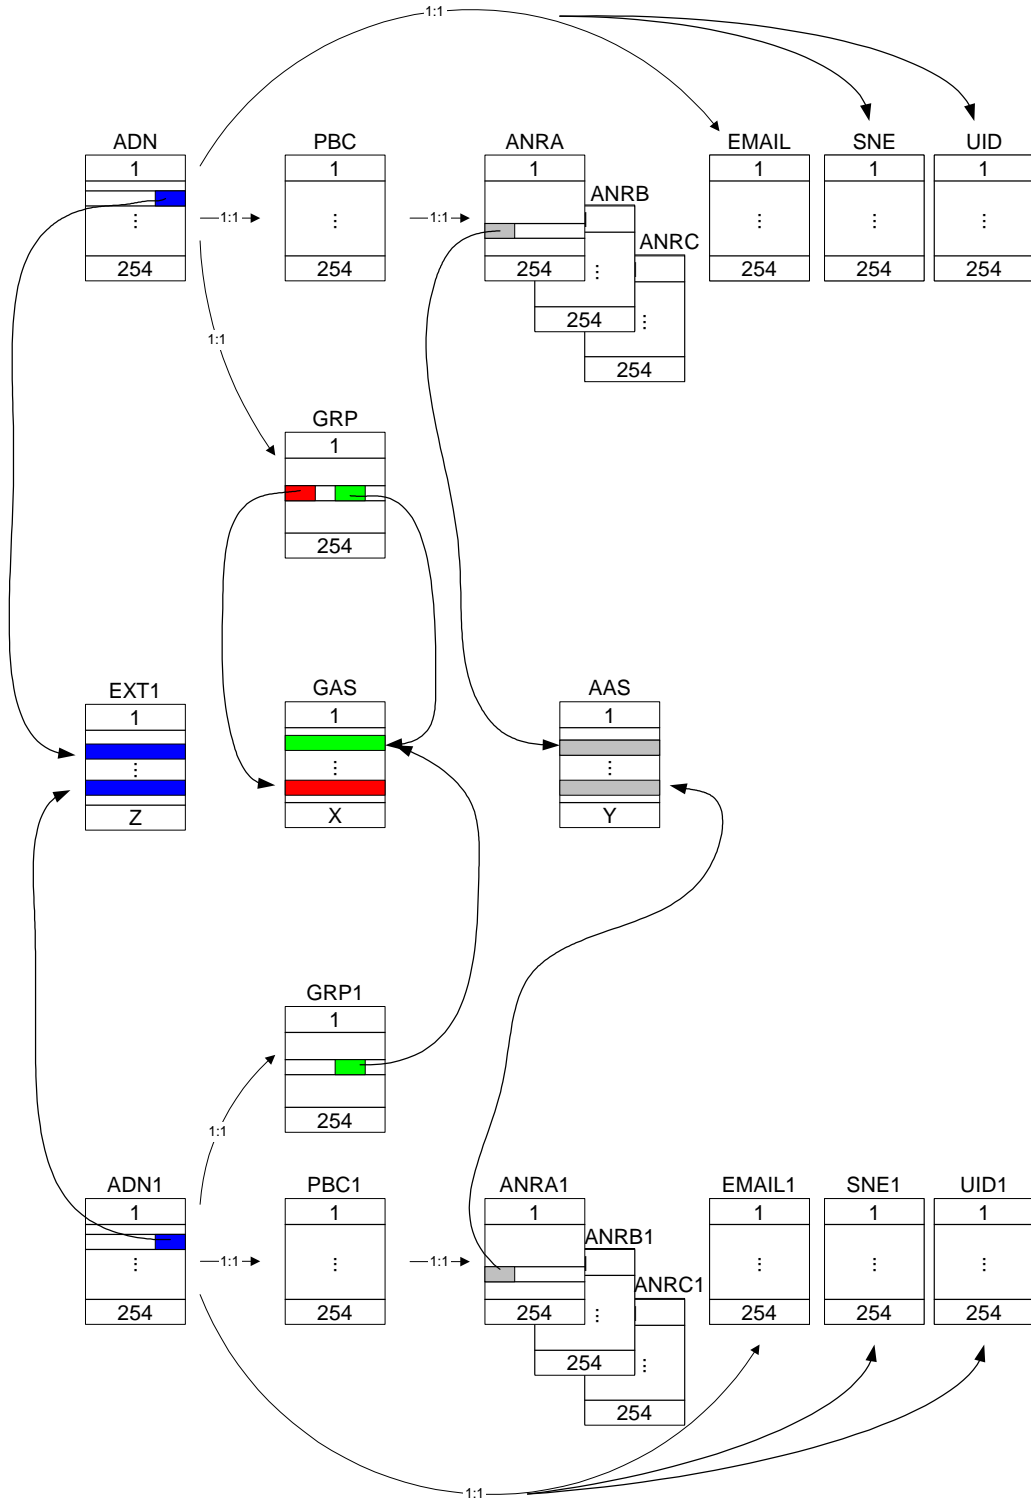 1:1
ADN PBC ANRA EMAIL SNE UID
1 1 1 1 1 1
ANRB
1:1 1:1
⋮ ⋮ ⋮ ⋮ ⋮
ANRC
254 254 254 ⋮ 254 254 254
254 ⋮
1:1
254
GRP
1
254
EXT1 GAS AAS
1 1 1
⋮ ⋮ ⋮
Z X Y
GRP1
1
254
1:1
ADN1 PBC1 ANRA1 EMAIL1 SNE1 UID1
1 1 1 1 1 1
ANRB1
⋮ 1:1 ⋮ 1:1 ⋮ ⋮ ⋮
ANRC1
254 254 254 ⋮ 254 254 254
254 ⋮
254
1:1